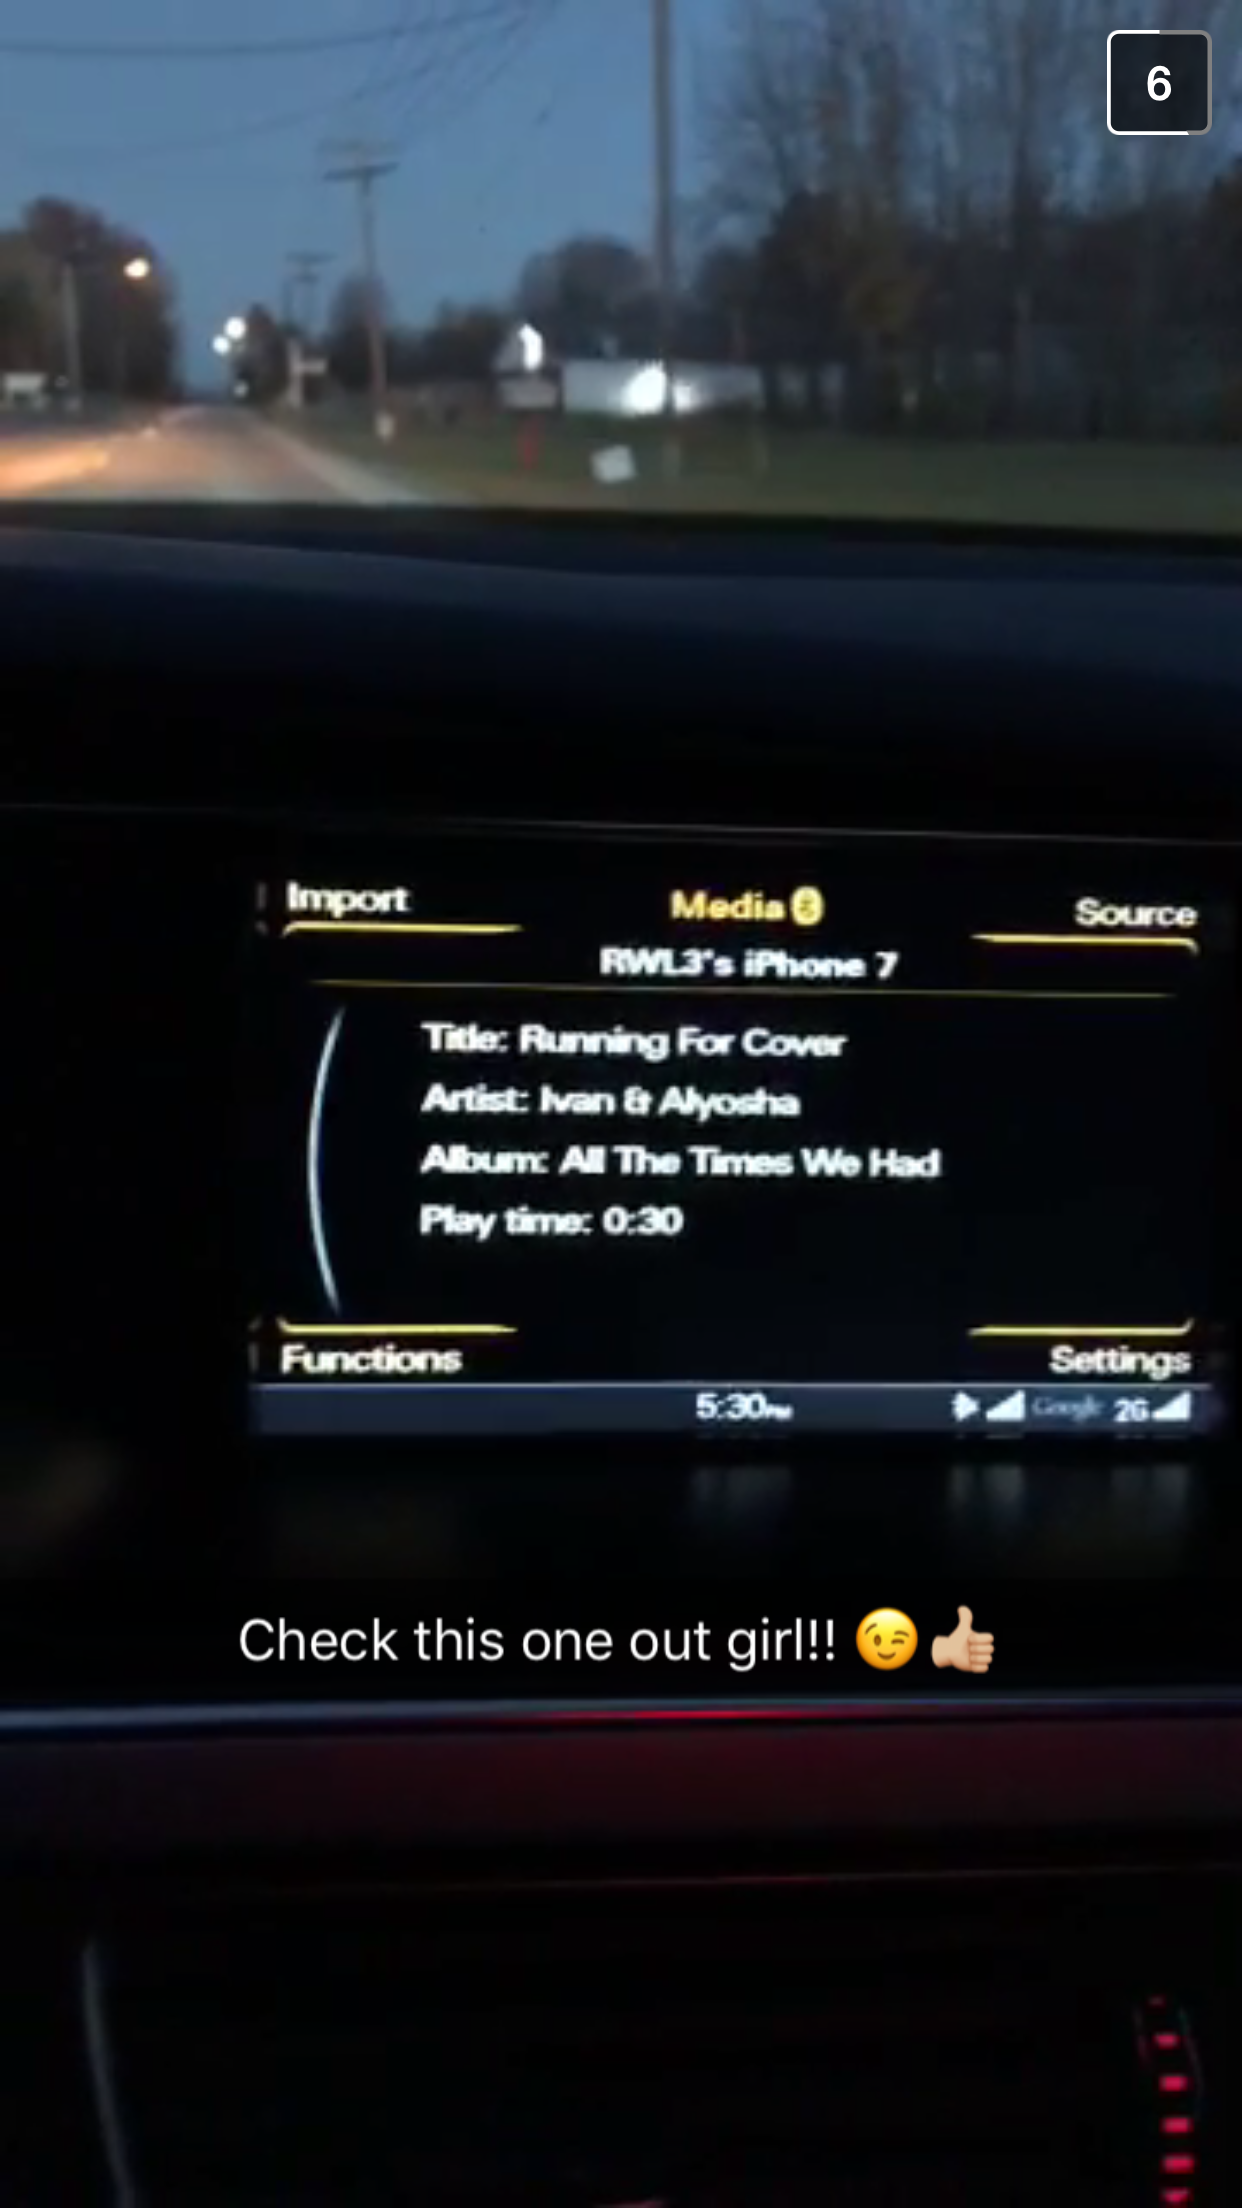 6
Import
Media
Source
RWL3's iPhone 7
Title: Running For Cover
Artist: Ivan & Alyosha
Album: All The Times We Had
Play time: 0:30
Functions
Settings
5:30PM
Google 2G
Check this one out girl!! 😉👍🏼